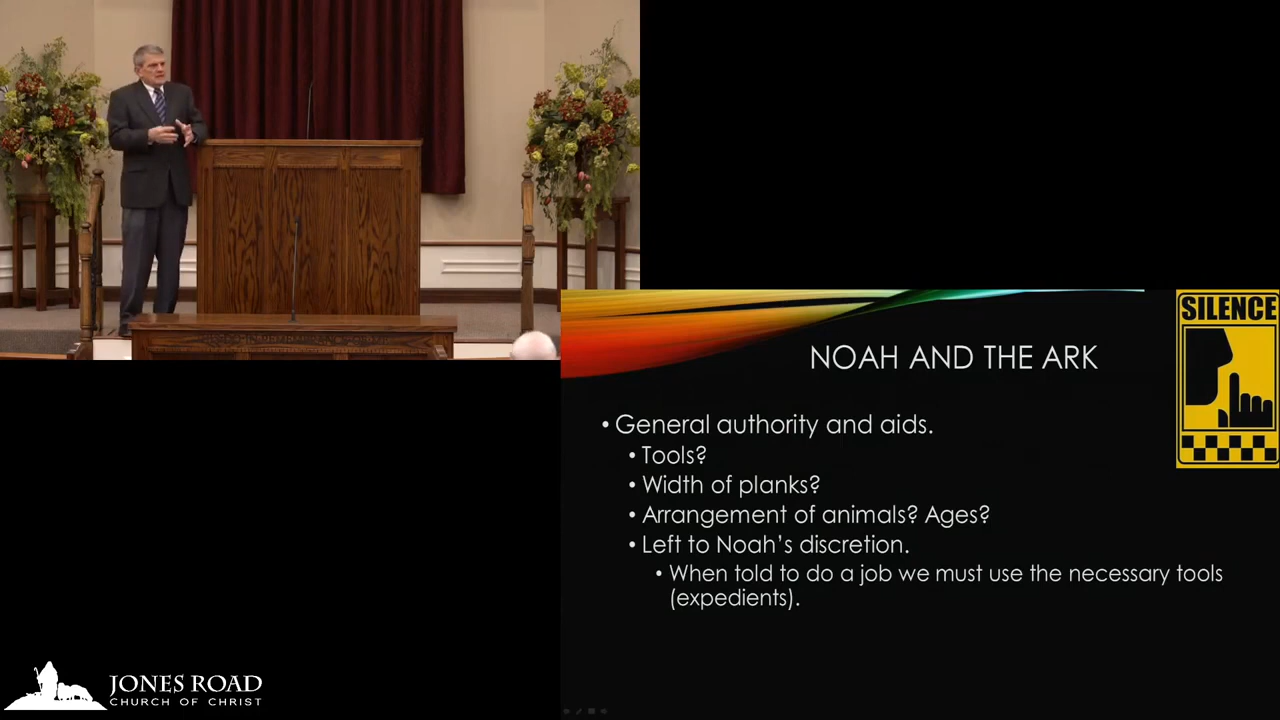 SILENCE
NOAH AND THE ARK
• General authority and aids.
• Tools?
• Width of planks?
• Arrangement of animals? Ages?
• Left to Noah's discretion.
• When told to do a job we must use the necessary tools
(expedients).
JONES ROAD
CHURCH OF CHRIST